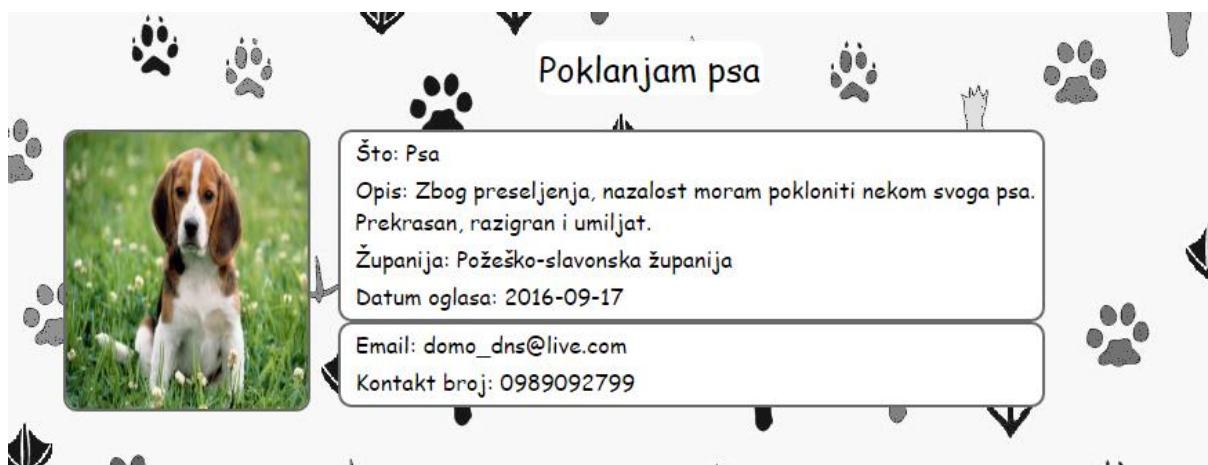 Poklanjam psa
Što: Psa
Opis: Zbog preseljenja, nazalost moram pokloniti nekom svoga psa.
Prekrasan, razigran i umiljat.
Županija: Požeško-slavonska županija
Datum oglasa: 2016-09-17
Email: domo_dns@live.com
Kontakt broj: 0989092799